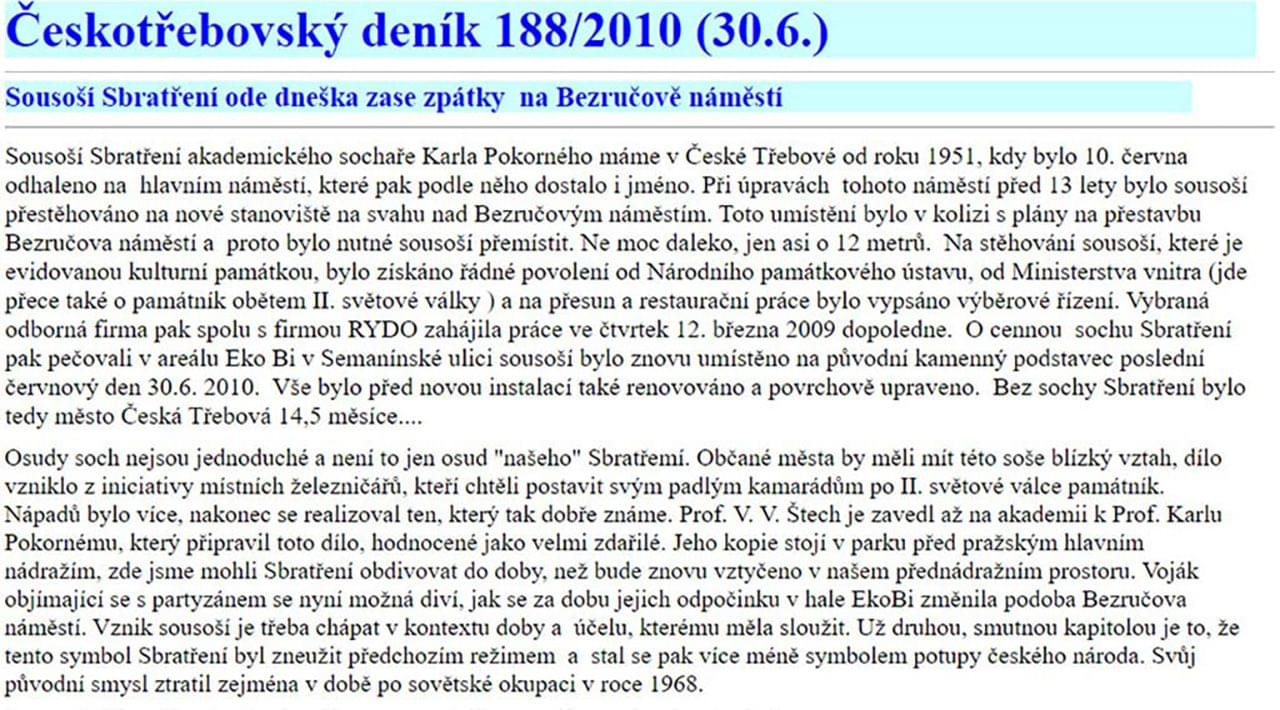 Českotřebovský deník 188/2010 (30.6.)
Sousoší Sbratření ode dneška zase zpátky na Bezručově náměstí
Sousoší Sbratření akademického sochaře Karla Pokorného máme v České Třebové od roku 1951, kdy bylo 10. června
odhaleno na hlavním náměstí, které pak podle něho dostalo i jméno. Při úpravách tohoto náměstí před 13 lety bylo sousoší
přestěhováno na nové stanoviště na svahu nad Bezručovým náměstím. Toto umístění bylo v kolizi s plány na přestavbu
Bezručova náměstí a proto bylo nutné sousoší přemístit. Ne moc daleko, jen asi o 12 metrů. Na stěhování sousoší, které je
evidovanou kulturní památkou, bylo získáno řádné povolení od Národního památkového ústavu, od Ministerstva vnitra (jde
přece také o památník obětem II. světové války ) a na přesun a restaurační práce bylo vypsáno výběrové řízení. Vybraná
odborná firma pak spolu s firmou RYDO zahájila práce ve čtvrtek 12. března 2009 dopoledne. O cennou sochu Sbratření
pak pečovali v areálu Eko Bi v Semanínské ulici sousoší bylo znovu umístěno na původní kamenný podstavec poslední
červnový den 30.6. 2010. Vše bylo před novou instalací také renovováno a povrchově upraveno. Bez sochy Sbratření bylo
tedy město Česká Třebová 14,5 měsíce....
Osudy soch nejsou jednoduché a není to jen osud "našeho" Sbratřemí. Občané města by měli mít této soše blízký vztah, dílo
vzniklo z iniciativy místních železničářů, kteří chtěli postavit svým padlým kamarádům po II. světové válce památník.
Nápadů bylo více, nakonec se realizoval ten, který tak dobře známe. Prof. V. V. Štech je zavedl až na akademii k Prof. Karlu
Pokornému, který připravil toto dílo, hodnocené jako velmi zdařilé. Jeho kopie stojí v parku před pražským hlavním
nádražím, zde jsme mohli Sbratření obdivovat do doby, než bude znovu vztyčeno v našem přednádražním prostoru. Voják
objímající se s partyzánem se nyní možná diví, jak se za dobu jejich odpočinku v hale EkoBi změnila podoba Bezručova
náměstí. Vznik sousoší je třeba chápat v kontextu doby a účelu, kterému měla sloužit. Už druhou, smutnou kapitolou je to, že
tento symbol Sbratření byl zneužit předchozím režimem a stal se pak více méně symbolem potupy českého národa. Svůj
původní smysl ztratil zejména v době po sovětské okupaci v roce 1968.